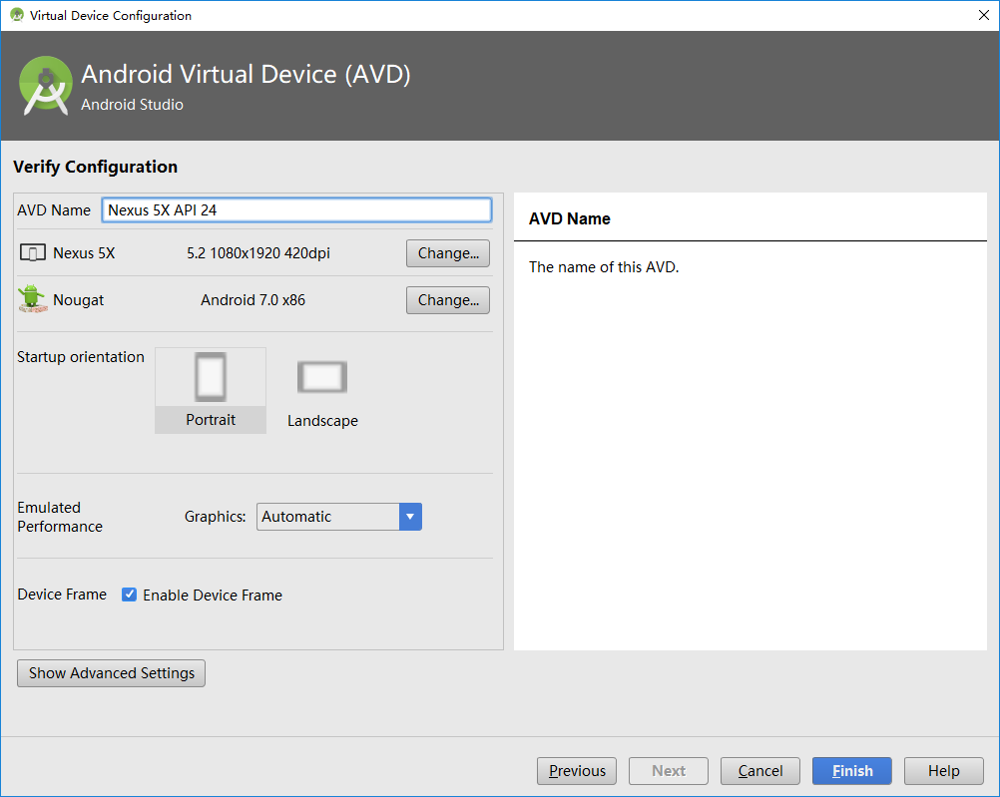 Virtual Device Configuration
Android Virtual Device (AVD)
Android Studio
Verify Configuration
AVD Name Nexus 5X API 24
Nexus 5X 5.2 1080x1920 420dpi Change...
Nougat Android 7.0 x86 Change...
Startup orientation
Portrait
Landscape
Emulated
Performance
Graphics: Automatic
Device Frame Enable Device Frame
Show Advanced Settings
AVD Name
The name of this AVD.
Previous Next Cancel Finish Help